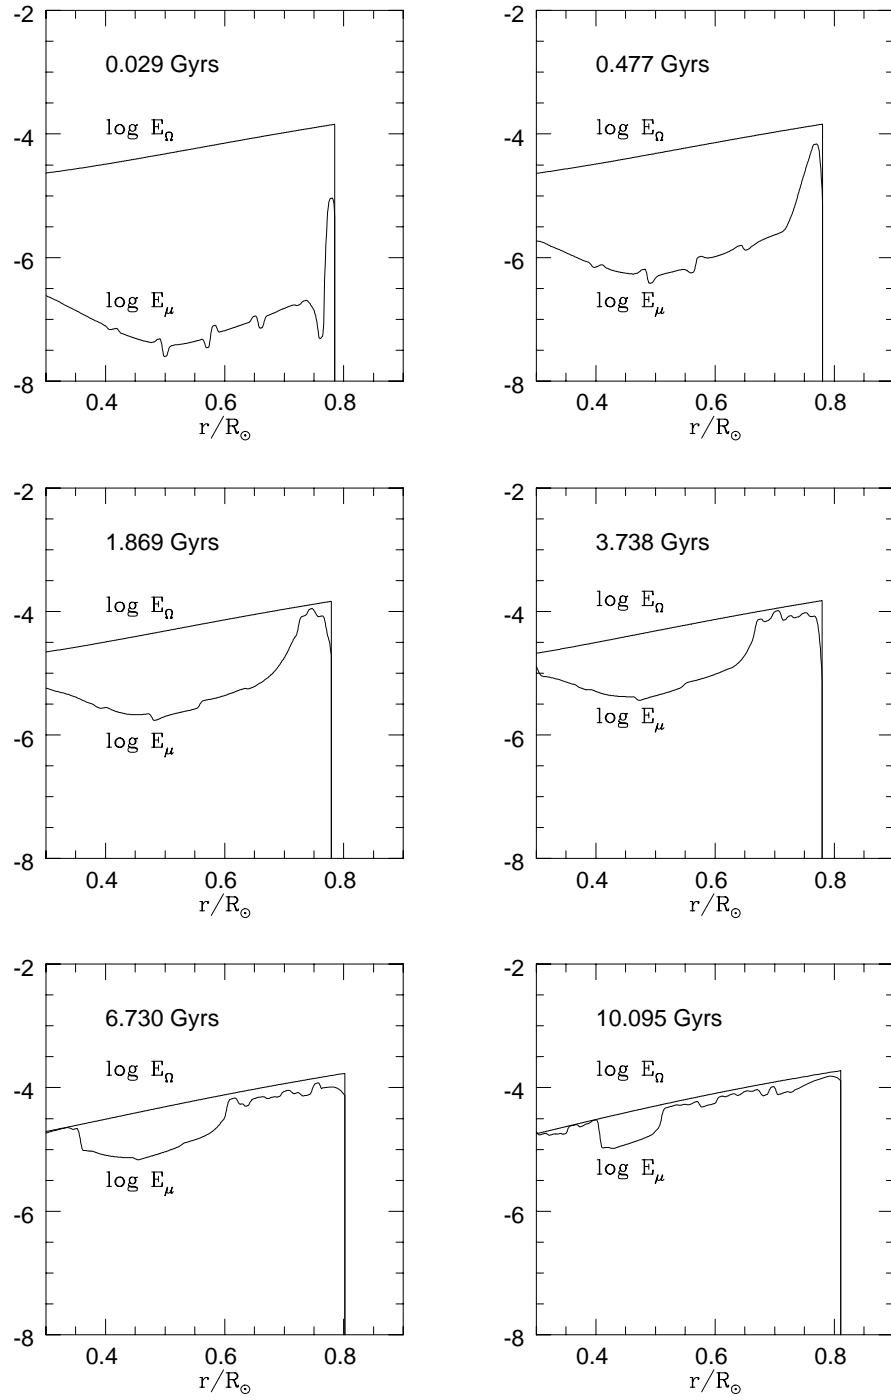 -2
-2
0.029 Gyrs
0.477 Gyrs
log E_Ω
log E_Ω
-4
-4
-6
-6
log E_μ
log E_μ
-8
-8
0.4 0.6 0.8
0.4 0.6 0.8
r/R_⊙
r/R_⊙
-2
-2
1.869 Gyrs
3.738 Gyrs
log E_Ω
log E_Ω
-4
-4
log E_μ
log E_μ
-6
-6
-8
-8
0.4 0.6 0.8
0.4 0.6 0.8
r/R_⊙
r/R_⊙
-2
-2
6.730 Gyrs
10.095 Gyrs
log E_Ω
log E_Ω
-4
-4
log E_μ
log E_μ
-6
-6
-8
-8
0.4 0.6 0.8
0.4 0.6 0.8
r/R_⊙
r/R_⊙